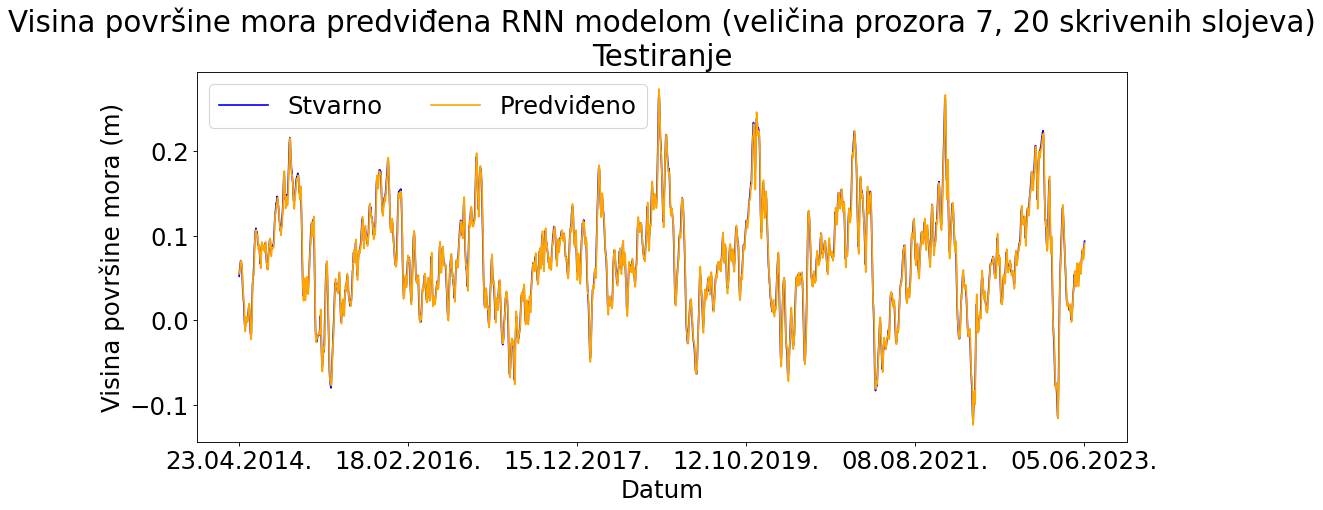 Visina površine mora predviđena RNN modelom (veličina prozora 7, 20 skrivenih slojeva)
Testiranje
Stvarno Predviđeno
Visina površine mora (m)
0.2
0.1
0.0
−0.1
23.04.2014. 18.02.2016. 15.12.2017. 12.10.2019. 08.08.2021. 05.06.2023.
Datum